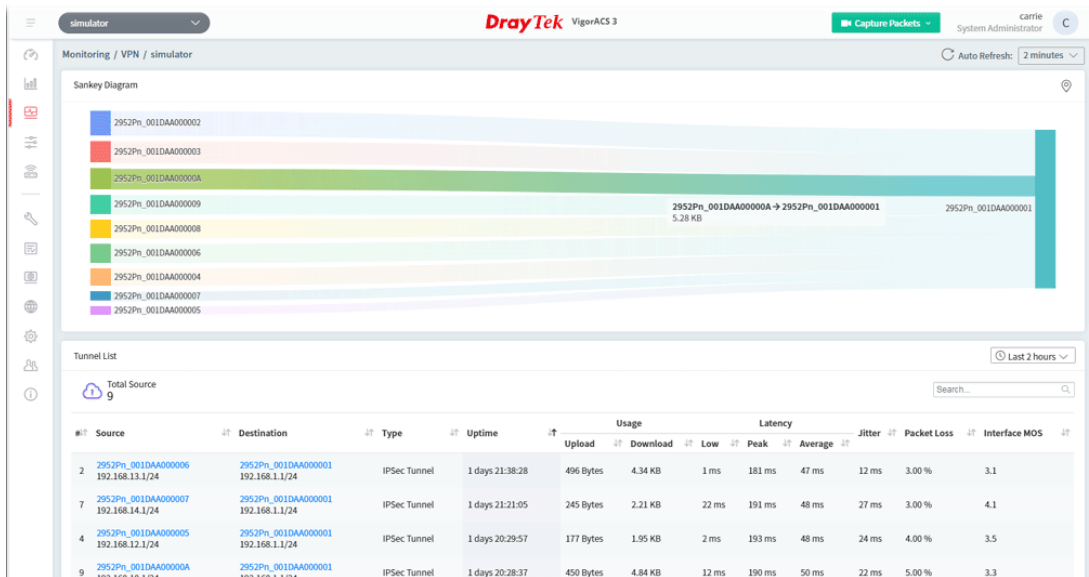 simulator
DrayTek VigorACS 3
Capture Packets
carrie
System Administrator
C
Monitoring / VPN / simulator
Auto Refresh: 2 minutes
Sankey Diagram
2952Pn_001DAA000002
2952Pn_001DAA000003
2952Pn_001DAA00000A
2952Pn_001DAA000009
2952Pn_001DAA00000A → 2952Pn_001DAA000001
5.28 KB
2952Pn_001DAA000001
2952Pn_001DAA000008
2952Pn_001DAA000006
2952Pn_001DAA000004
2952Pn_001DAA000007
2952Pn_001DAA000005
Tunnel List
Last 2 hours
Total Source
9
Search...
Usage Latency
# Source Destination Type Uptime Upload Download Low Peak Average Jitter Packet Loss Interface MOS
2 2952Pn_001DAA000006 2952Pn_001DAA000001 IPSec Tunnel 1 days 21:38:28 496 Bytes 4.34 KB 1 ms 181 ms 47 ms 12 ms 3.00 % 3.1
192.168.13.1/24 192.168.1.1/24
7 2952Pn_001DAA000007 2952Pn_001DAA000001 IPSec Tunnel 1 days 21:21:05 245 Bytes 2.21 KB 22 ms 191 ms 48 ms 27 ms 3.00 % 4.1
192.168.14.1/24 192.168.1.1/24
4 2952Pn_001DAA000005 2952Pn_001DAA000001 IPSec Tunnel 1 days 20:29:57 177 Bytes 1.95 KB 2 ms 193 ms 48 ms 24 ms 4.00 % 3.5
192.168.12.1/24 192.168.1.1/24
9 2952Pn_001DAA00000A 2952Pn_001DAA000001 IPSec Tunnel 1 days 20:28:37 450 Bytes 4.84 KB 12 ms 190 ms 50 ms 22 ms 5.00 % 3.3